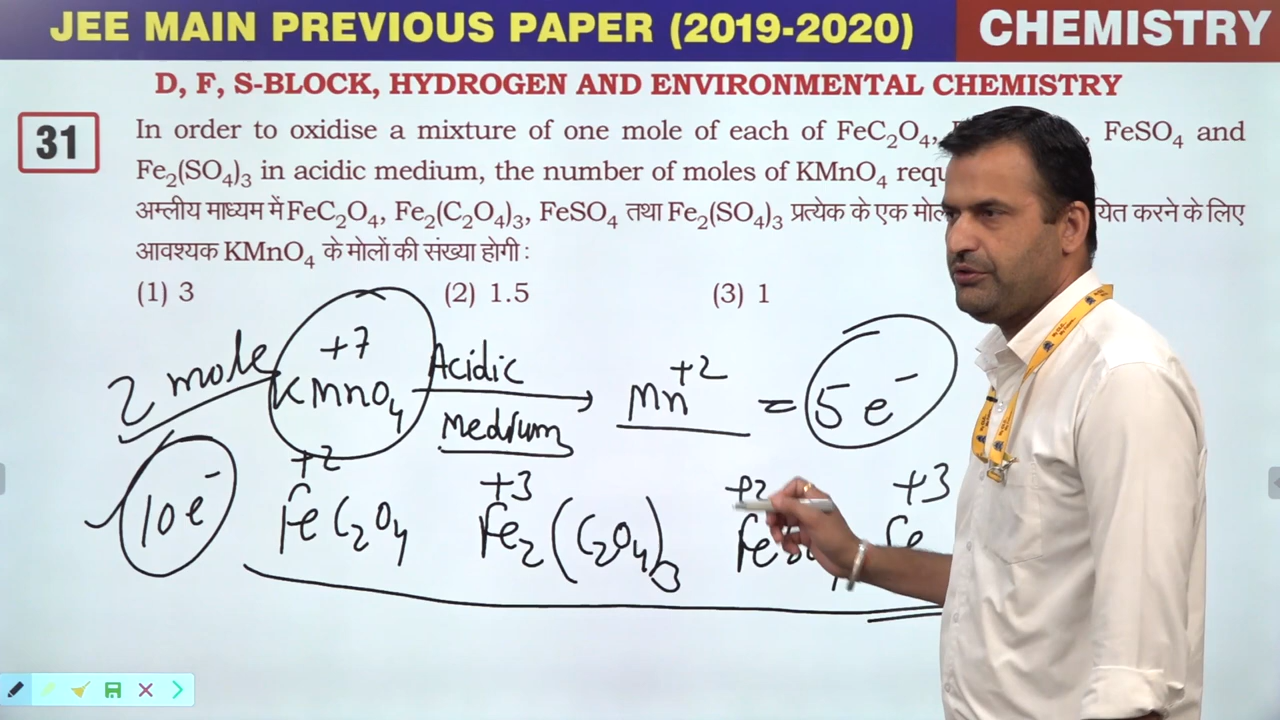 JEE MAIN PREVIOUS PAPER (2019-2020) CHEMISTRY
D, F, S-BLOCK, HYDROGEN AND ENVIRONMENTAL CHEMISTRY
31 In order to oxidise a mixture of one mole of each of FeC₂O₄, FeSO₄ and
Fe₂(SO₄)₃ in acidic medium, the number of moles of KMnO₄
अम्लीय माध्यम में FeC₂O₄, Fe₂(C₂O₄)₃, FeSO₄ तथा Fe₂(SO₄)₃ प्रत्येक के एक करने के लिए
आवश्यक KMnO₄ के मोलों की संख्या होगी :
(1) 3 (2) 1.5 (3) 1
2 mole +7 KMnO₄ Acidic Medium → Mn+2 = 5e⁻
10e⁻ +2 FeC₂O₄ +3 Fe₂(C₂O₄)₃ +2 +3 Fe